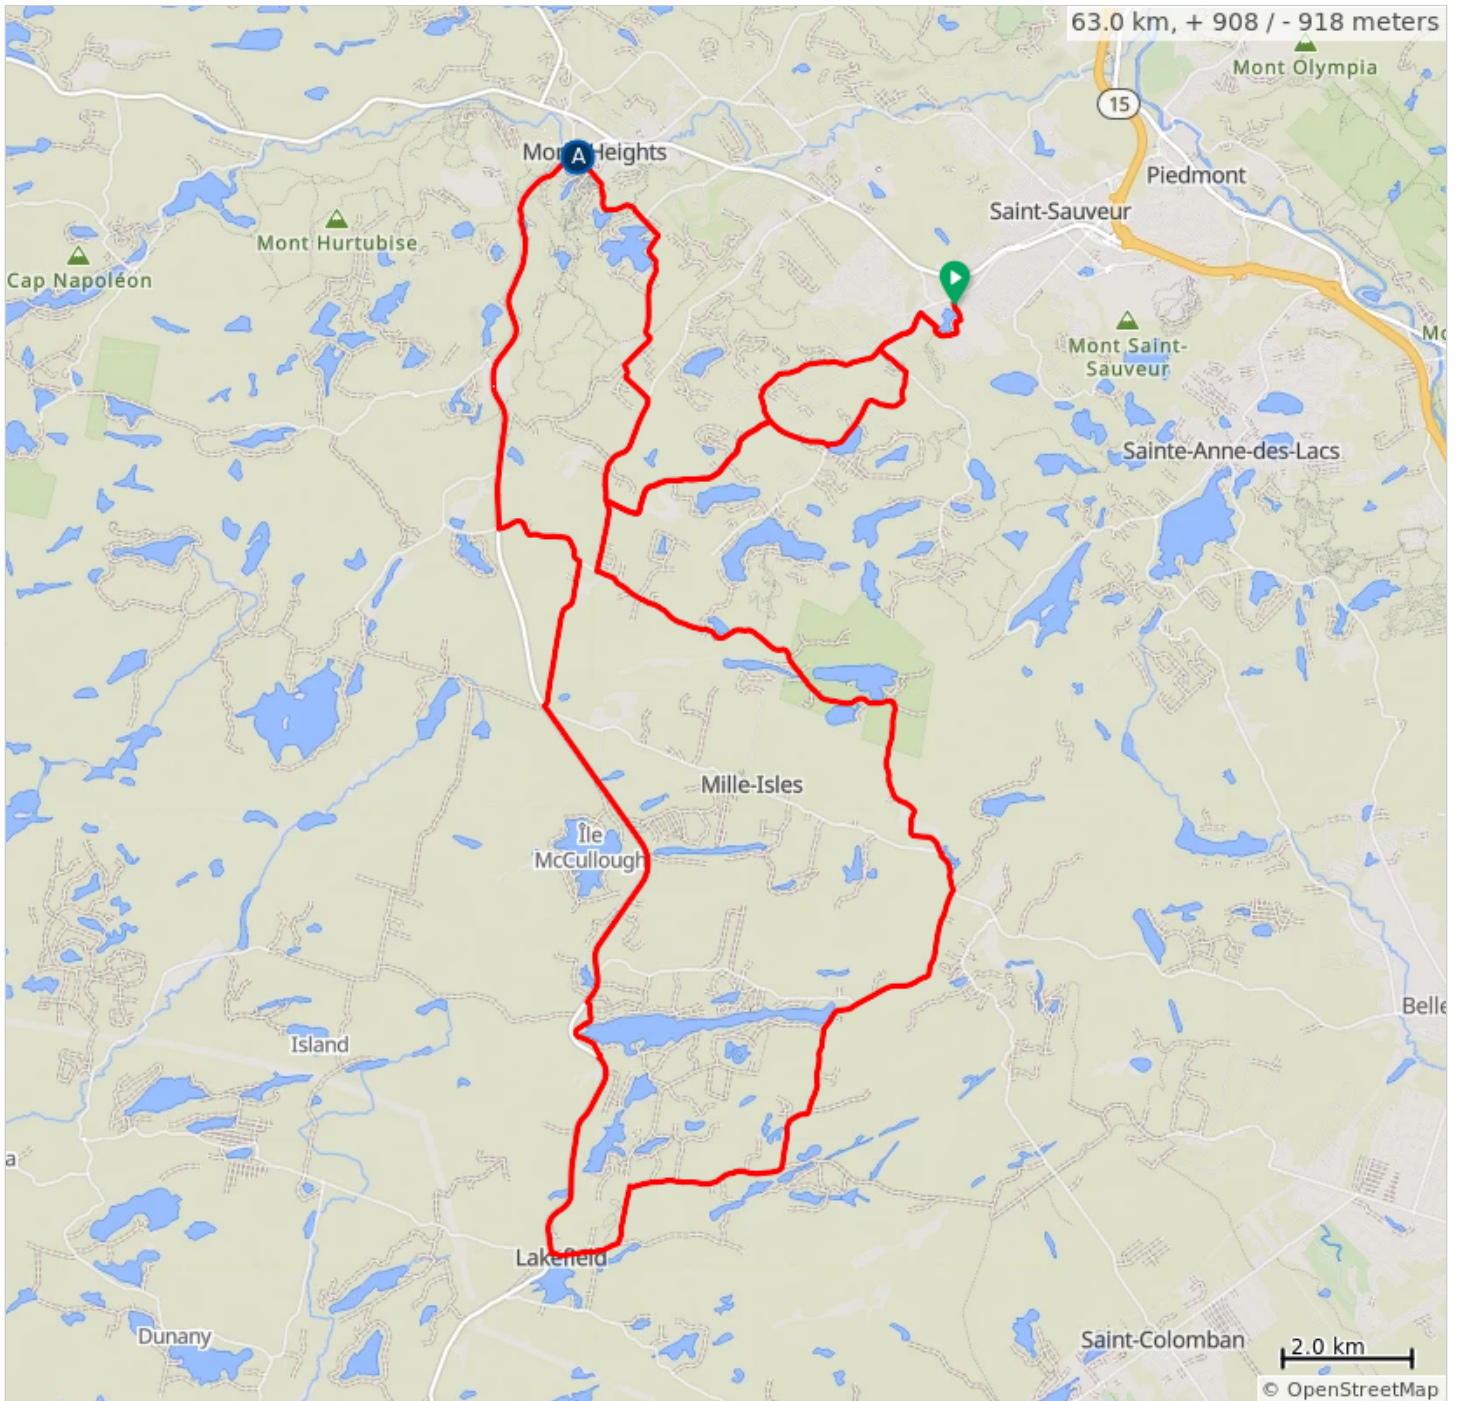 63.0 km, + 908 / - 918 meters
Mont Olympia
15
A
Piedmont
Saint-Sauveur
Mont Hurtubise
Cap Napoléon
Mont Saint-
Sauveur
Sainte-Anne-des-Lacs
Mille-Isles
Île
McCullough
Belle
Island
a
Lakefield
Dunany
Saint-Colomban
2.0 km
© OpenStreetMap